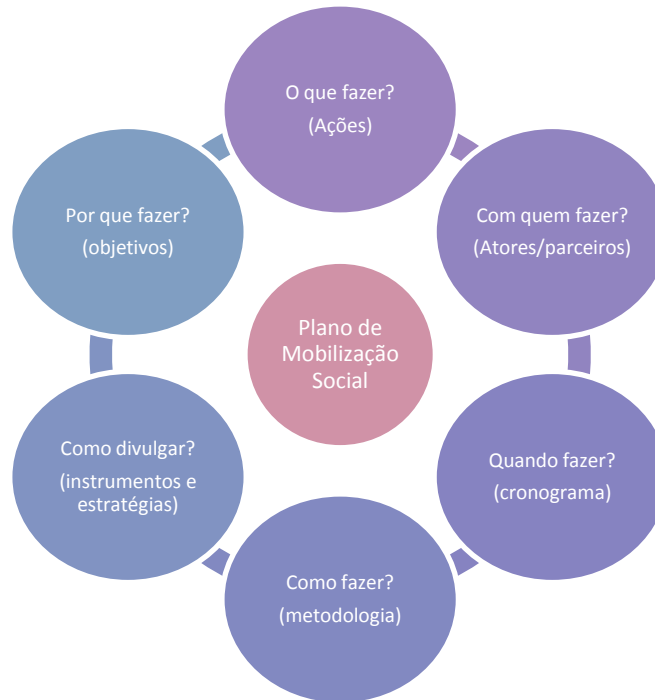 O que fazer?
(Ações)
Com quem fazer?
(Atores/parceiros)
Quando fazer?
(cronograma)
Como fazer?
(metodologia)
Como divulgar?
(instrumentos e
estratégias)
Por que fazer?
(objetivos)
Plano de
Mobilização
Social